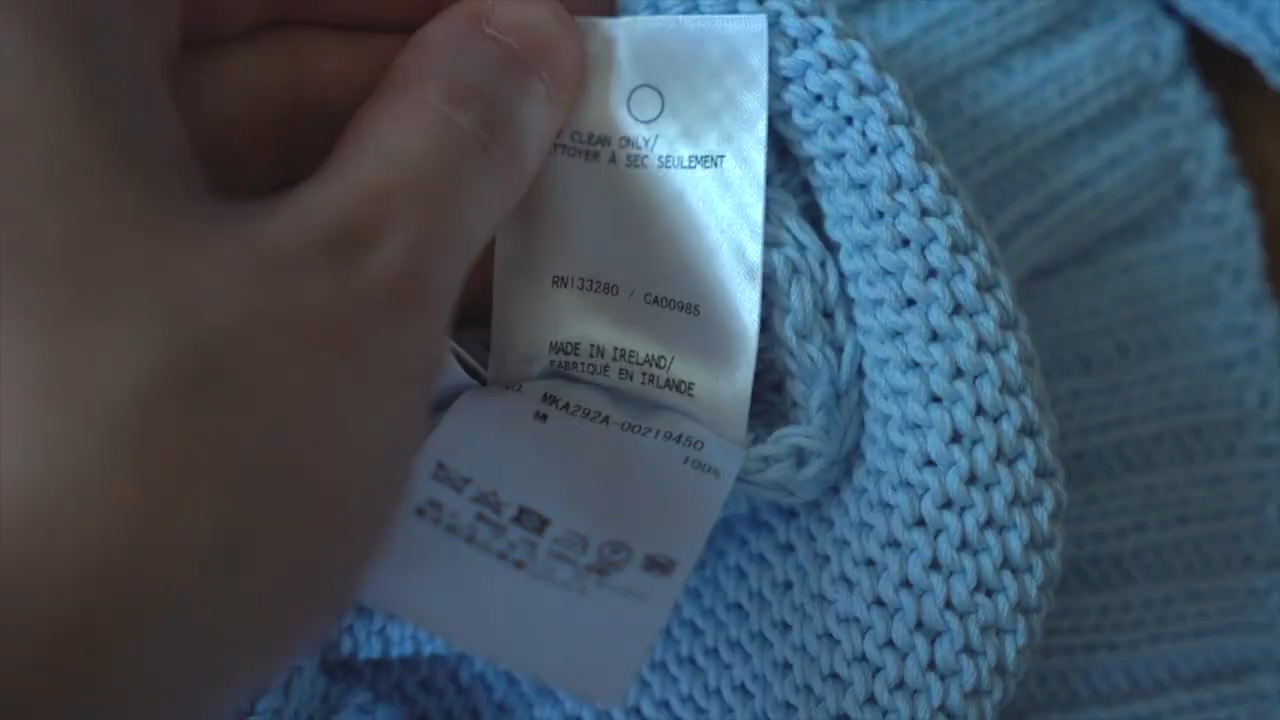 CLEAN ONLY/
TTOYER À SEC SEULEMENT
RN133280 / CA00985
MADE IN IRELAND/
FABRIQUÉ EN IRLANDE
MKA292A-00219450
M
100%